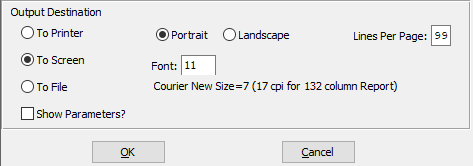 Output Destination
To Printer
Portrait Landscape Lines Per Page: 99
To Screen
Font: 11
To File
Courier New Size=7 (17 cpi for 132 column Report)
Show Parameters?
OK Cancel